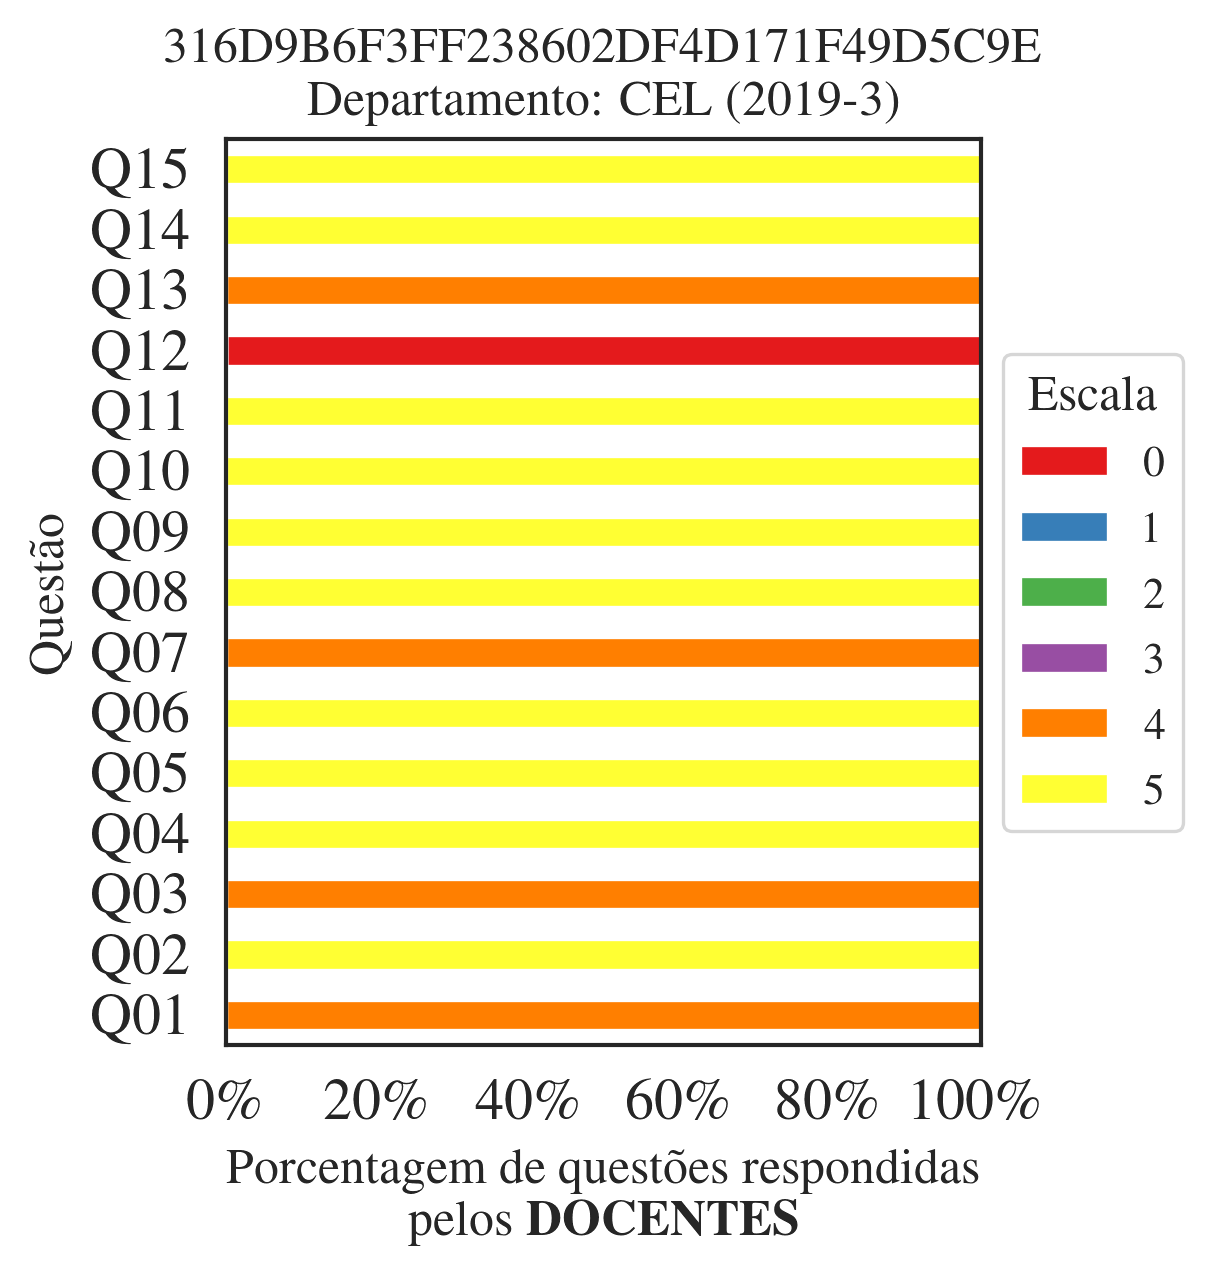 316D9B6F3FF238602DF4D171F49D5C9E
Departamento: CEL (2019-3)
Q15
Q14
Q13
Q12
Q11
Q10
Q09
Q08
Q07
Q06
Q05
Q04
Q03
Q02
Q01
Questão
0% 20% 40% 60% 80% 100%
Porcentagem de questões respondidas
pelos DOCENTES
Escala
0
1
2
3
4
5